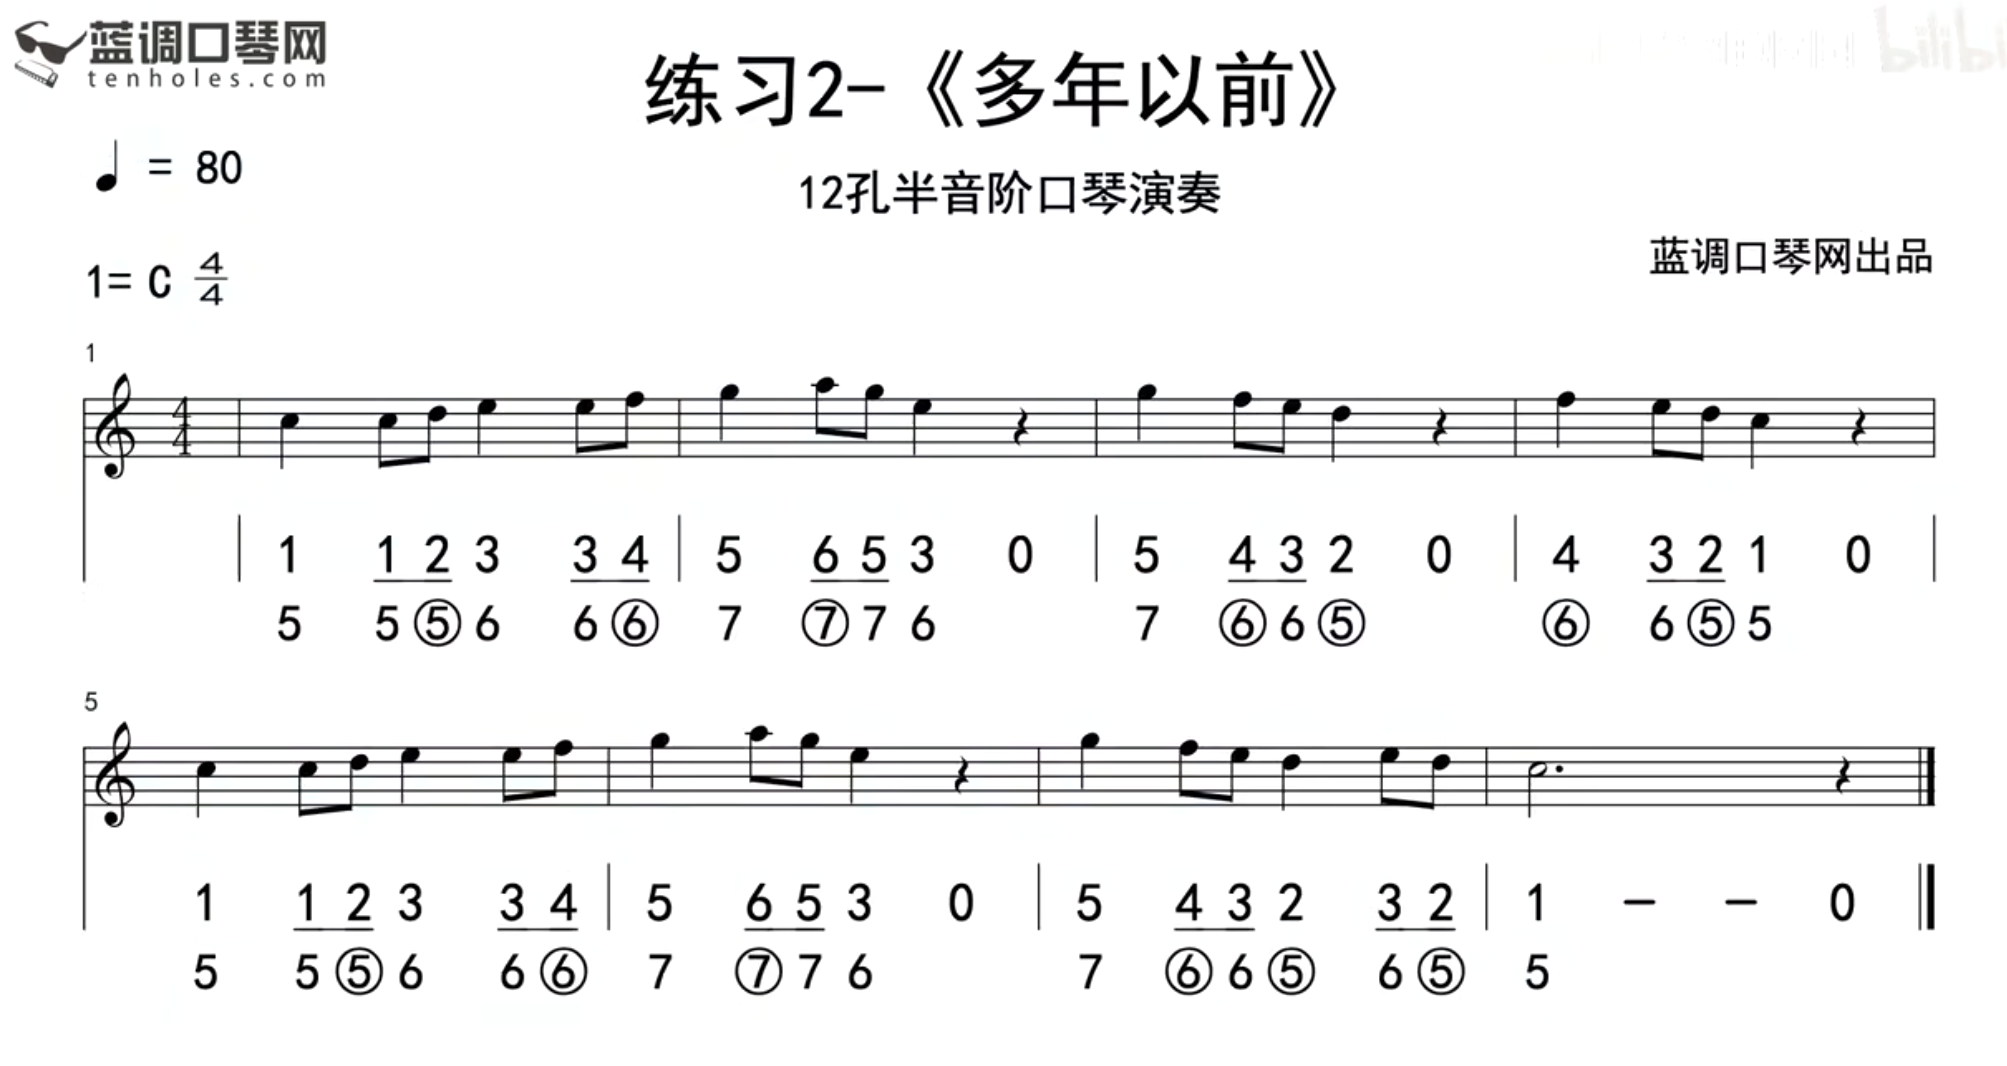 蓝调口琴网
tenholes.com
bilibi
练习2-《多年以前》
= 80
12孔半音阶口琴演奏
1= C 4/4
蓝调口琴网出品
1
4/4
1 1 2 3 3 4 | 5 6 5 3 0 | 5 4 3 2 0 | 4 3 2 1 0 |
5 5 ⑤ 6 6 ⑥ 7 ⑦ 7 6 7 ⑥ 6 ⑤ ⑥ 6 ⑤ 5
5
1 1 2 3 3 4 | 5 6 5 3 0 | 5 4 3 2 3 2 | 1 - - 0
5 5 ⑤ 6 6 ⑥ 7 ⑦ 7 6 7 ⑥ 6 ⑤ 6 ⑤ 5